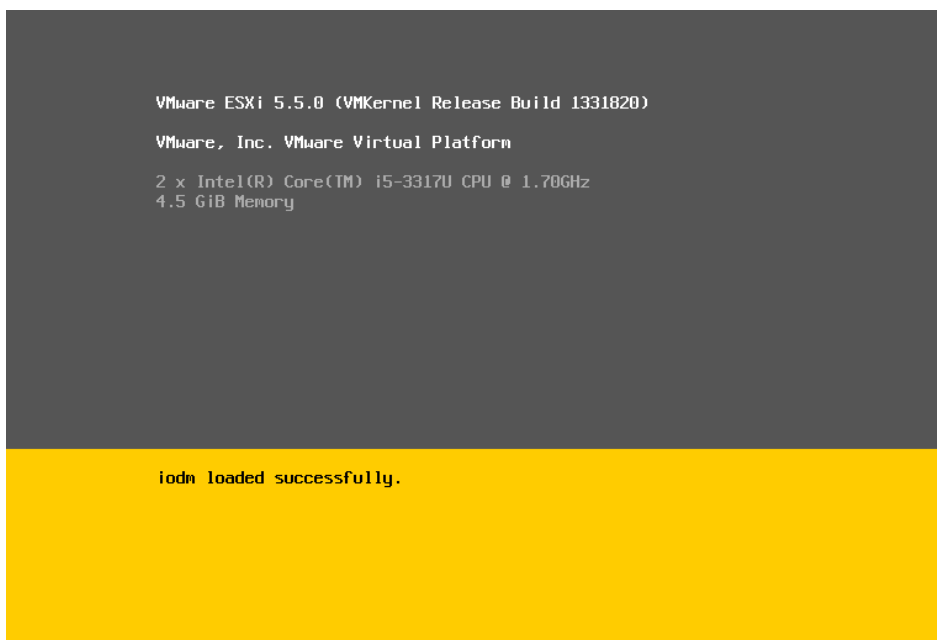 VMware ESXi 5.5.0 (VMKernel Release Build 1331820)
VMware, Inc. VMware Virtual Platform
2 x Intel(R) Core(TM) i5-3317U CPU @ 1.70GHz
4.5 GiB Memory
iodm loaded successfully.